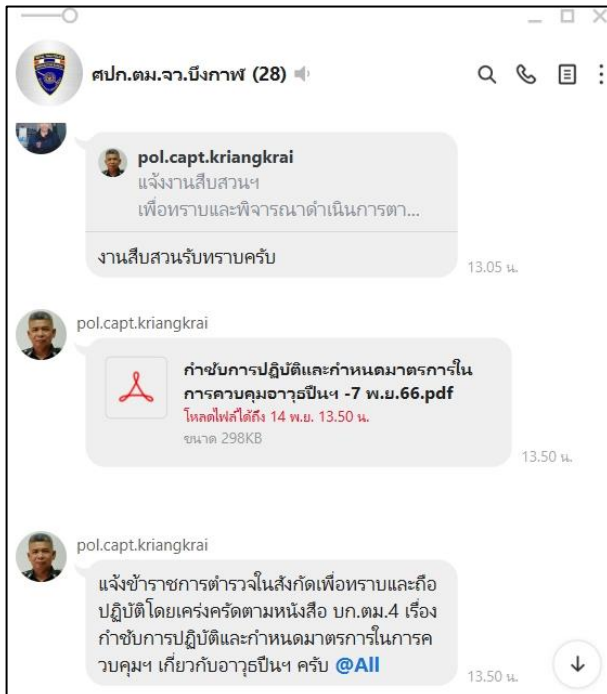 ศปก.ตม.จว.บึงกาฬ (28)
pol.capt.kriangkrai
แจ้งงานสืบสวนฯ
เพื่อทราบและพิจารณาดำเนินการตา...
งานสืบสวนรับทราบครับ
13.05 น.
pol.capt.kriangkrai
กำชับการปฏิบัติและกำหนดมาตรการใน
การควบคุมอาวุธปืนฯ -7 พ.ย.66.pdf
โหลดไฟล์ได้ถึง 14 พ.ย. 13.50 น.
ขนาด 298KB
13.50 น.
pol.capt.kriangkrai
แจ้งข้าราชการตำรวจในสังกัดเพื่อทราบและถือ
ปฏิบัติโดยเคร่งครัดตามหนังสือ บก.ตม.4 เรื่อง
กำชับการปฏิบัติและกำหนดมาตรการในการค
วบคุมฯ เกี่ยวกับอาวุธปืนฯ ครับ @All
13.50 น.